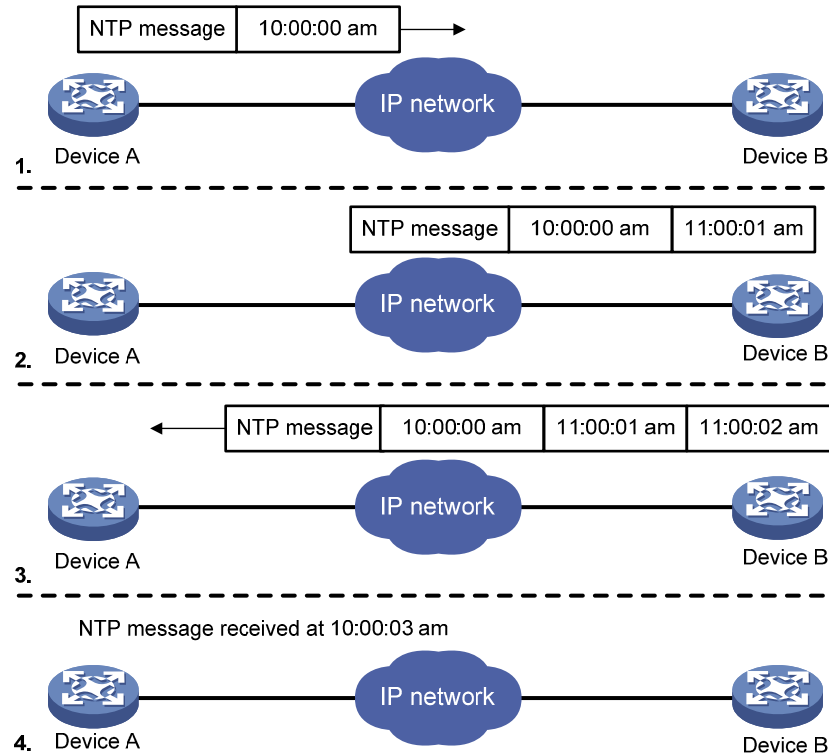 NTP message 10:00:00 am
IP network
Device A Device B
1.
NTP message 10:00:00 am 11:00:01 am
IP network
Device A Device B
2.
NTP message 10:00:00 am 11:00:01 am 11:00:02 am
IP network
Device A Device B
3.
NTP message received at 10:00:03 am
IP network
4. Device A Device B